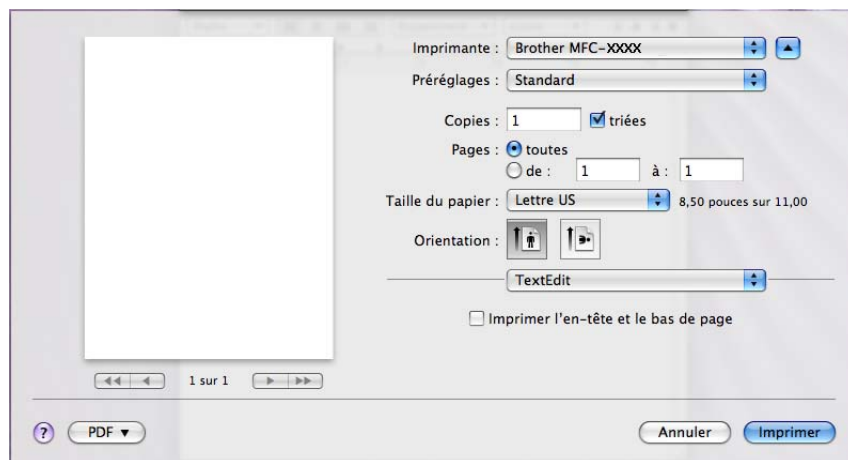 Imprimante : Brother MFC-XXXX
Préréglages : Standard
Copies : 1 triées
Pages : toutes
de : 1 à : 1
Taille du papier : Lettre US 8,50 pouces sur 11,00
Orientation :
TextEdit
Imprimer l'en-tête et le bas de page
1 sur 1
? PDF ▼ Annuler Imprimer